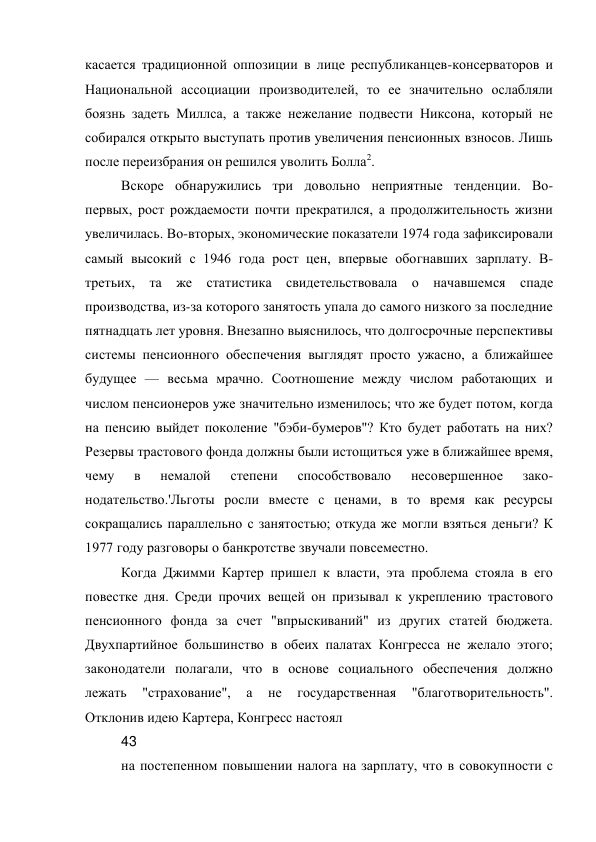 касается традиционной оппозиции в лице республиканцев-консерваторов и
Национальной ассоциации производителей, то ее значительно ослабляли
боязнь задеть Миллса, а также нежелание подвести Никсона, который не
собирался открыто выступать против увеличения пенсионных взносов. Лишь
после переизбрания он решился уволить Болла².
Вскоре обнаружились три довольно неприятные тенденции. Во-
первых, рост рождаемости почти прекратился, а продолжительность жизни
увеличилась. Во-вторых, экономические показатели 1974 года зафиксировали
самый высокий с 1946 года рост цен, впервые обогнавших зарплату. В-
третьих, та же статистика свидетельствовала о начавшемся спаде
производства, из-за которого занятость упала до самого низкого за последние
пятнадцать лет уровня. Внезапно выяснилось, что долгосрочные перспективы
системы пенсионного обеспечения выглядят просто ужасно, а ближайшее
будущее — весьма мрачно. Соотношение между числом работающих и
числом пенсионеров уже значительно изменилось; что же будет потом, когда
на пенсию выйдет поколение "бэби-бумеров"? Кто будет работать на них?
Резервы трастового фонда должны были истощиться уже в ближайшее время,
чему в немалой степени способствовало несовершенное зако-
нодательство.'Льготы росли вместе с ценами, в то время как ресурсы
сокращались параллельно с занятостью; откуда же могли взяться деньги? К
1977 году разговоры о банкротстве звучали повсеместно.
Когда Джимми Картер пришел к власти, эта проблема стояла в его
повестке дня. Среди прочих вещей он призывал к укреплению трастового
пенсионного фонда за счет "впрыскиваний" из других статей бюджета.
Двухпартийное большинство в обеих палатах Конгресса не желало этого;
законодатели полагали, что в основе социального обеспечения должно
лежать "страхование", а не государственная "благотворительность".
Отклонив идею Картера, Конгресс настоял
43
на постепенном повышении налога на зарплату, что в совокупности с